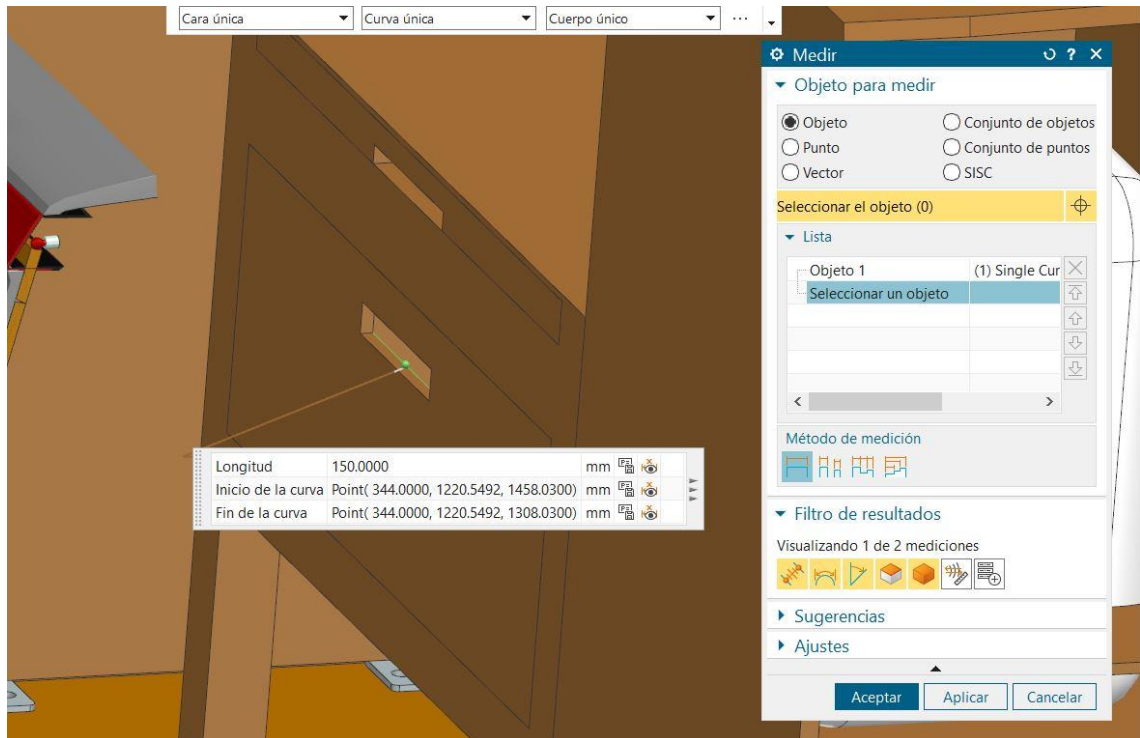 Cara única Curva única Cuerpo único ...
Medir ? X
Objeto para medir
Objeto Conjunto de objetos
Punto Conjunto de puntos
Vector SISC
Seleccionar el objeto (0)
Lista
Objeto 1 (1) Single Cur
Seleccionar un objeto
Método de medición
Longitud 150.0000 mm
Inicio de la curva Point( 344.0000, 1220.5492, 1458.0300) mm
Fin de la curva Point( 344.0000, 1220.5492, 1308.0300) mm
Filtro de resultados
Visualizando 1 de 2 mediciones
Sugerencias
Ajustes
Aceptar Aplicar Cancelar